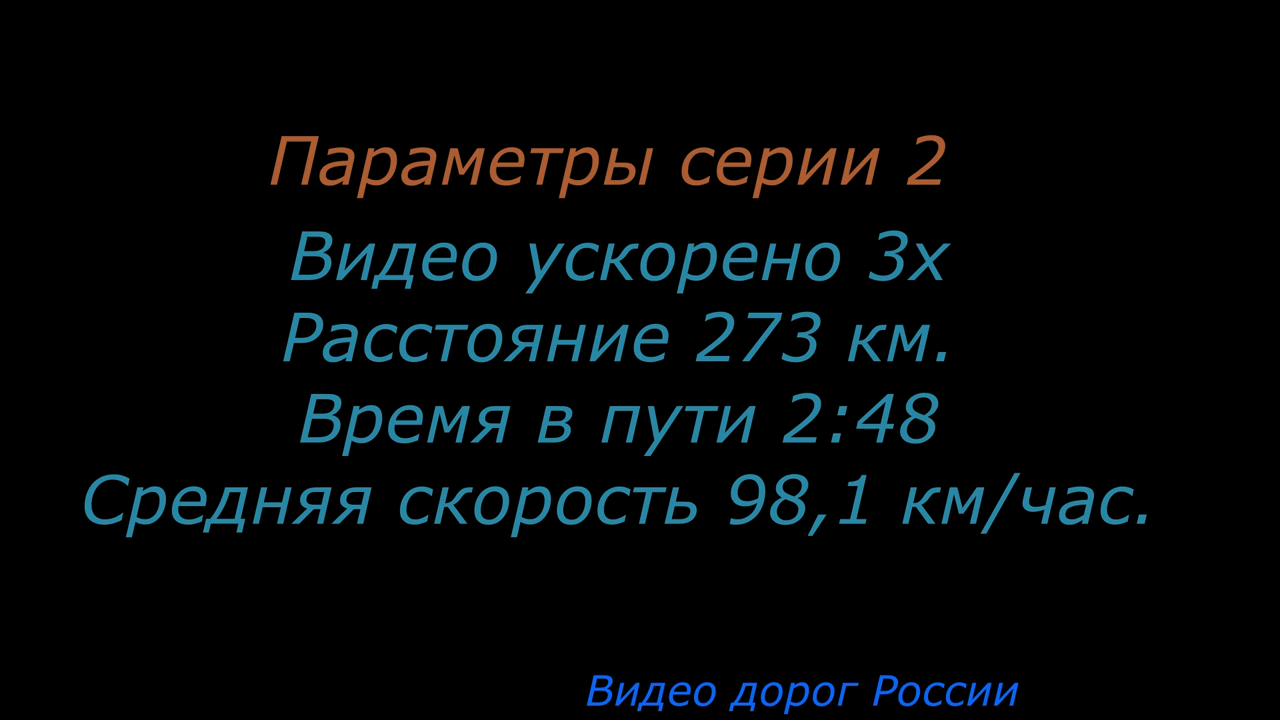 Параметры серии 2
Видео ускорено 3х
Расстояние 273 км.
Время в пути 2:48
Средняя скорость 98,1 км/час.
Видео дорог России